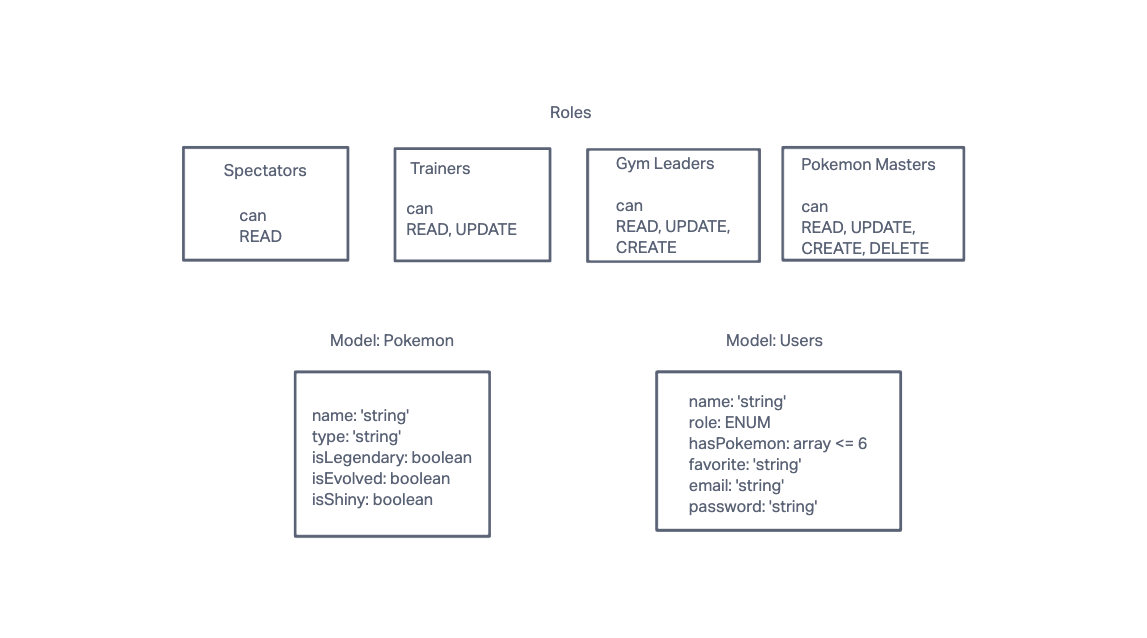 Roles
Spectators
can
READ
Trainers
can
READ, UPDATE
Gym Leaders
can
READ, UPDATE,
CREATE
Pokemon Masters
can
READ, UPDATE,
CREATE, DELETE
Model: Pokemon
name: 'string'
type: 'string'
isLegendary: boolean
isEvolved: boolean
isShiny: boolean
Model: Users
name: 'string'
role: ENUM
hasPokemon: array <= 6
favorite: 'string'
email: 'string'
password: 'string'